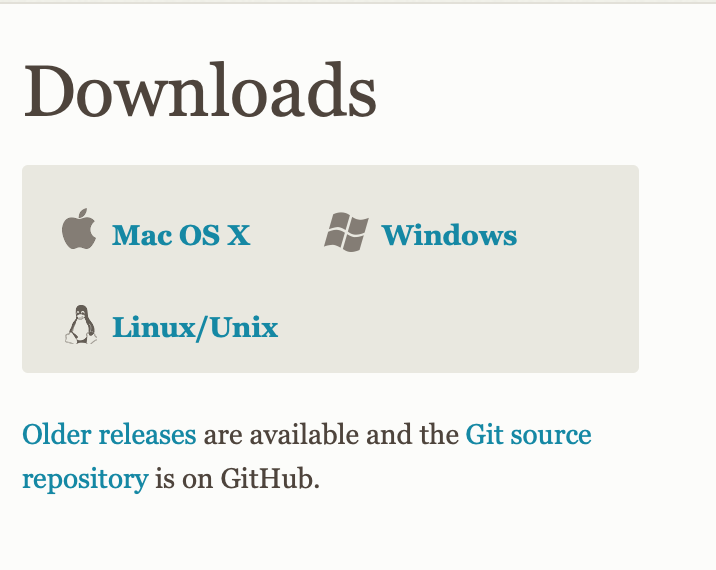 Downloads
Mac OS X
Windows
Linux/Unix
Older releases are available and the Git source
repository is on GitHub.